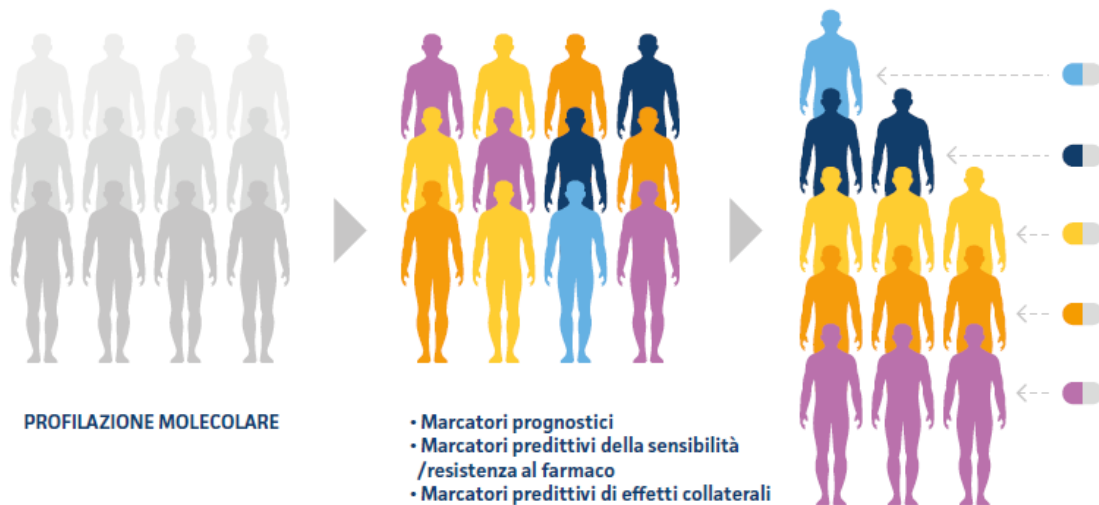 PROFILAZIONE MOLECOLARE
• Marcatori prognostici
• Marcatori predittivi della sensibilità
/resistenza al farmaco
• Marcatori predittivi di effetti collaterali